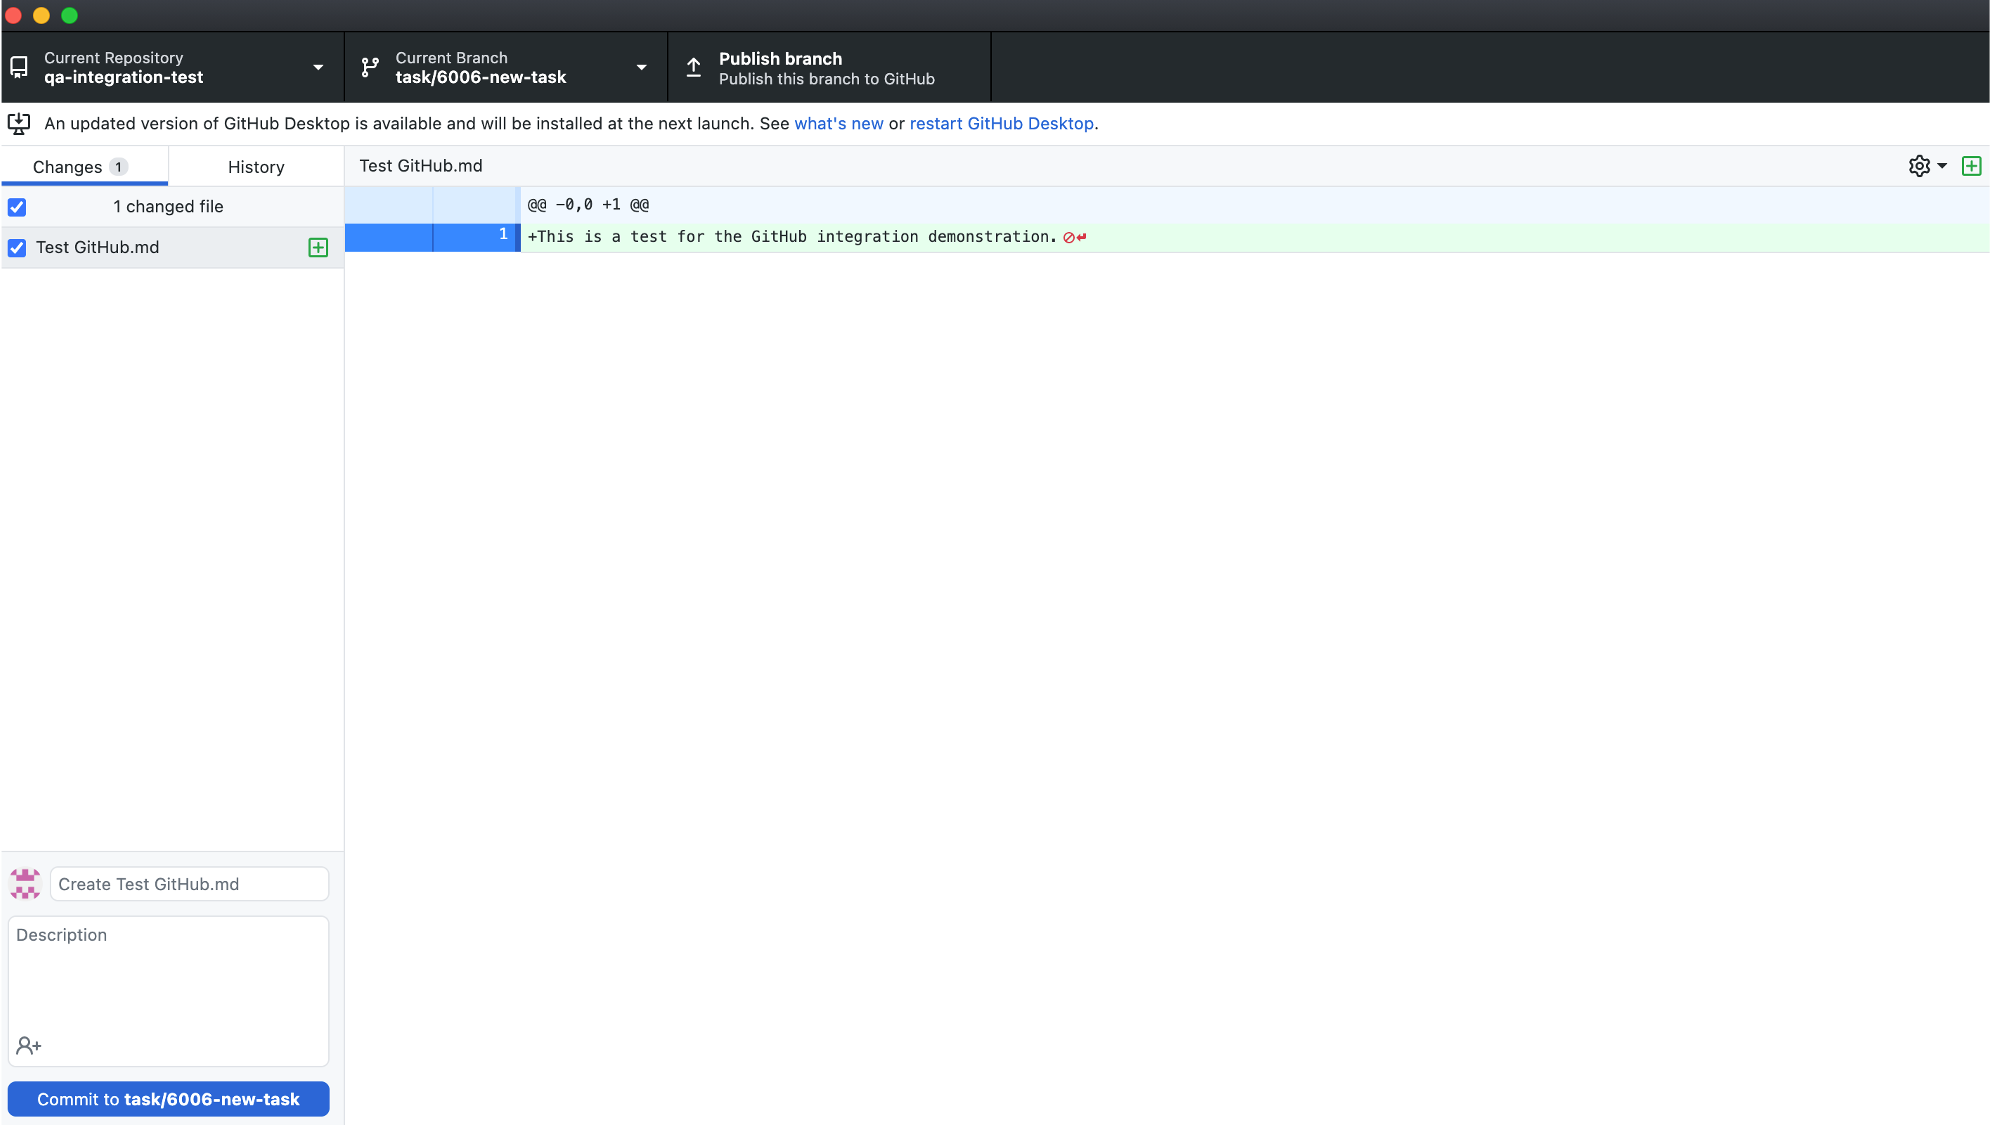 Current Repository
qa-integration-test
Current Branch
task/6006-new-task
Publish branch
Publish this branch to GitHub
An updated version of GitHub Desktop is available and will be installed at the next launch. See what's new or restart GitHub Desktop.
Changes 1
History
Test GitHub.md
1 changed file
Test GitHub.md
@@ -0,0 +1 @@
1 +This is a test for the GitHub integration demonstration.
Create Test GitHub.md
Description
Commit to task/6006-new-task